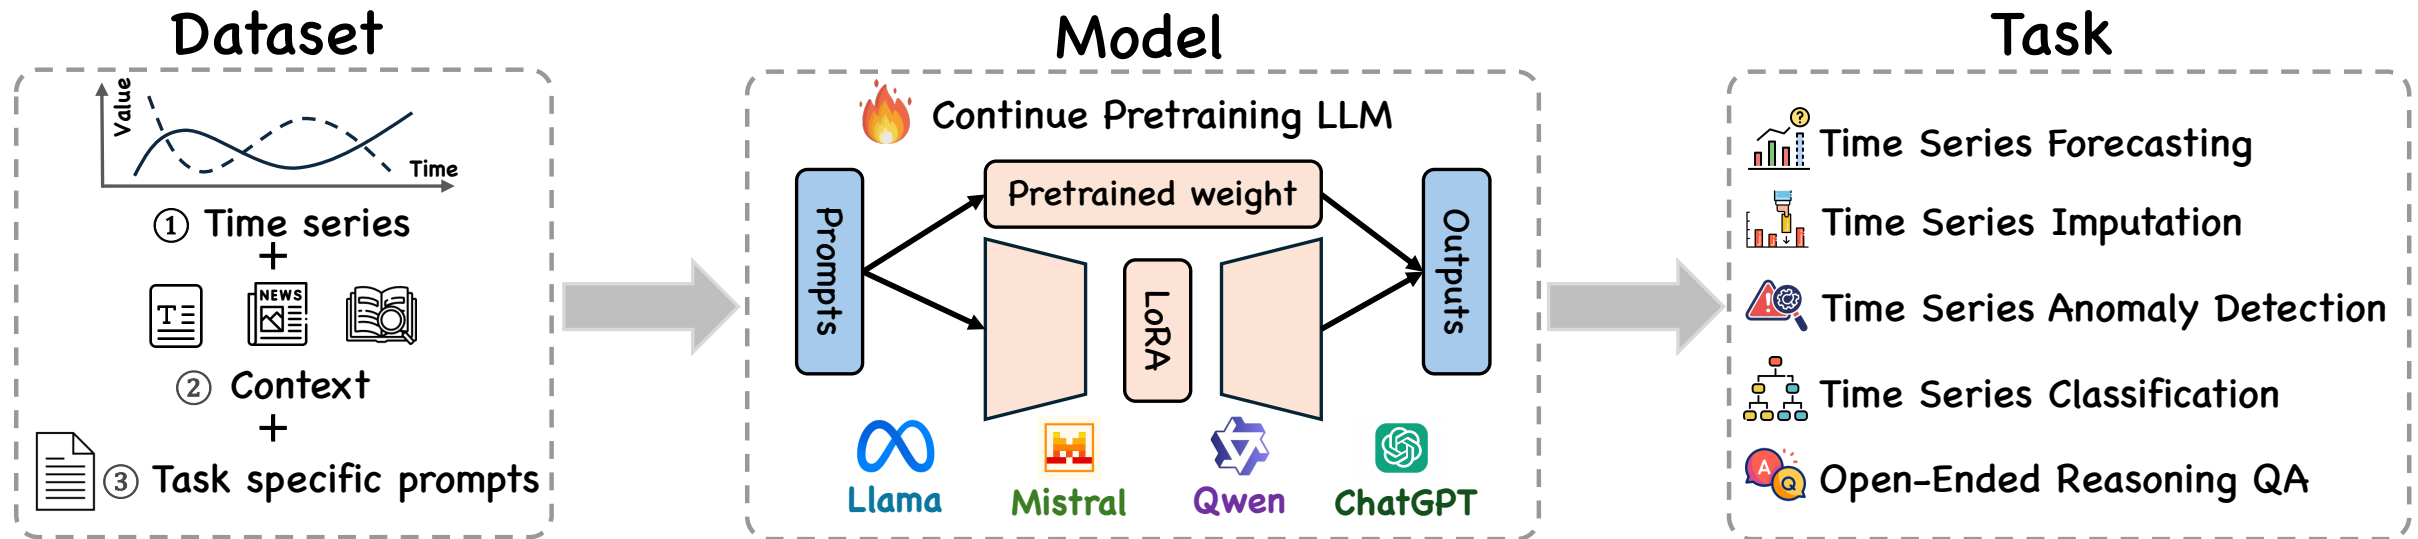 Dataset
Value
Time
① Time series
+
T
NEWS
② Context
+
③ Task specific prompts
Model
Continue Pretraining LLM
Prompts
Pretrained weight
LoRA
Outputs
Llama
Mistral
Qwen
ChatGPT
Task
?
Time Series Forecasting
Time Series Imputation
Time Series Anomaly Detection
Time Series Classification
A
Q
Open-Ended Reasoning QA